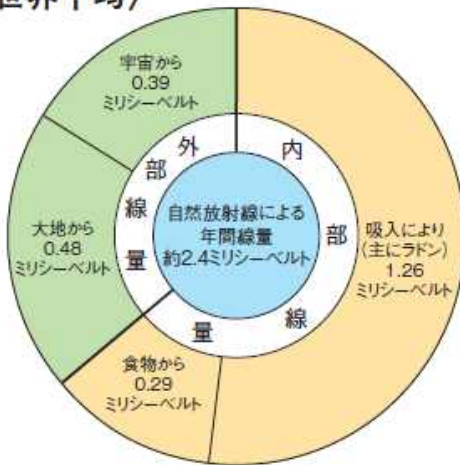 宇宙から
0.39
ミリシーベルト
大地から
0.48
ミリシーベルト
食物から
0.29
ミリシーベルト
吸入により
(主にラドン)
1.26
ミリシーベルト
外部線量
内部線量
自然放射線による
年間線量
約2.4ミリシーベルト